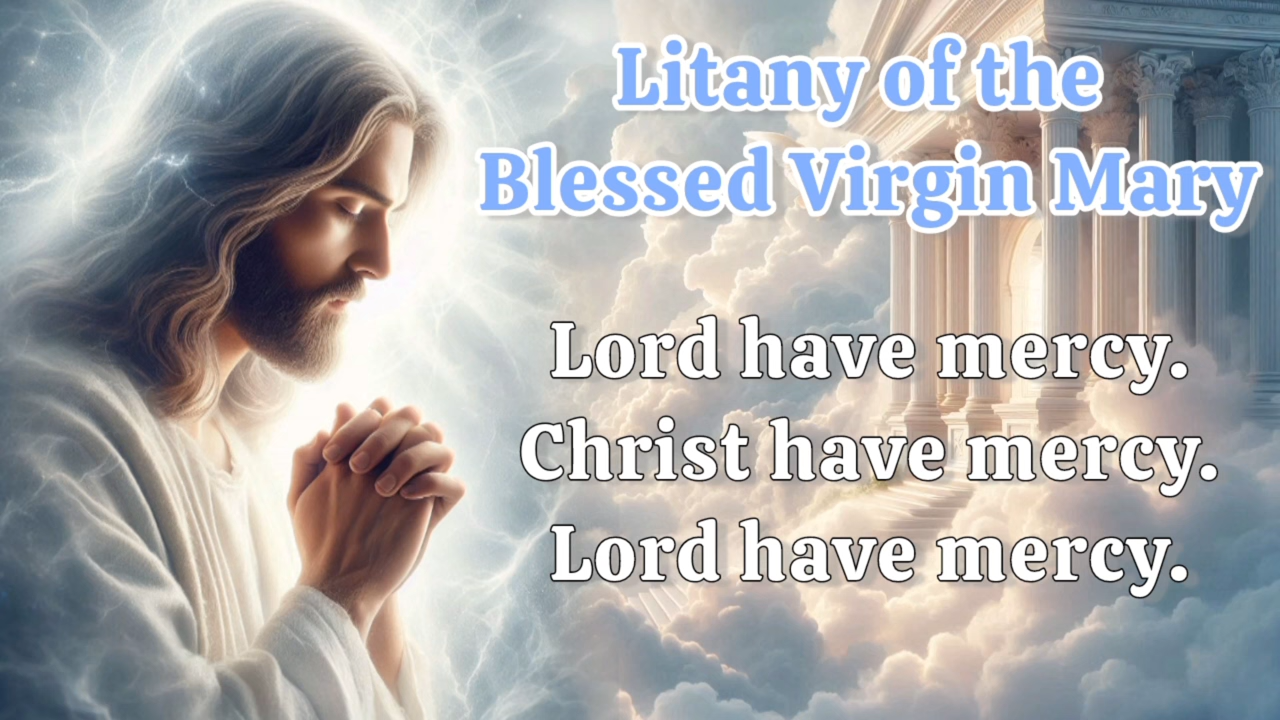 Litany of the
Blessed Virgin Mary
Lord have mercy.
Christ have mercy.
Lord have mercy.